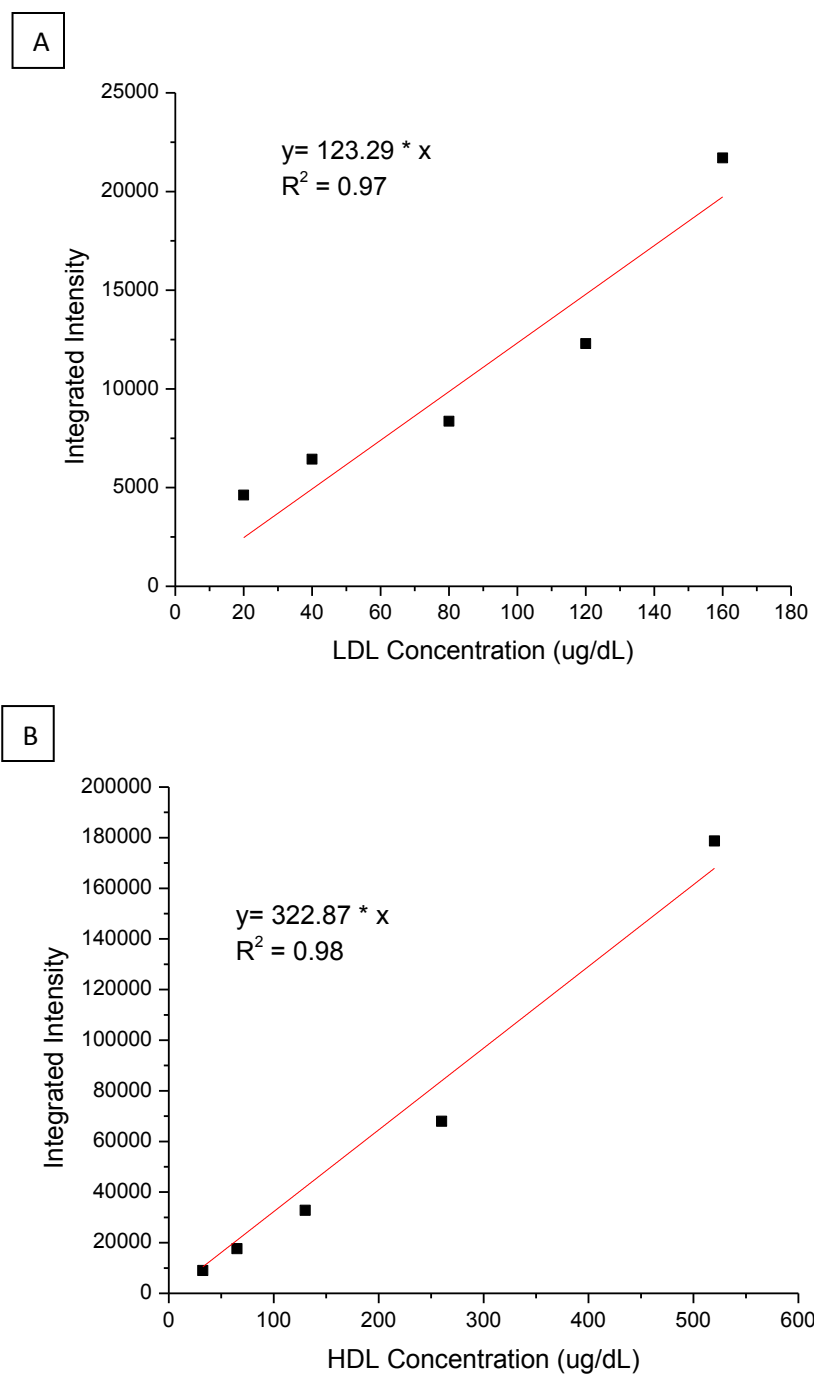 A
25000
20000
15000
10000
5000
0
y= 123.29 * x
R² = 0.97
Integrated Intensity
0 20 40 60 80 100 120 140 160 180
LDL Concentration (ug/dL)
B
200000
180000
160000
140000
120000
100000
80000
60000
40000
20000
0
y= 322.87 * x
R² = 0.98
Integrated Intensity
0 100 200 300 400 500 600
HDL Concentration (ug/dL)